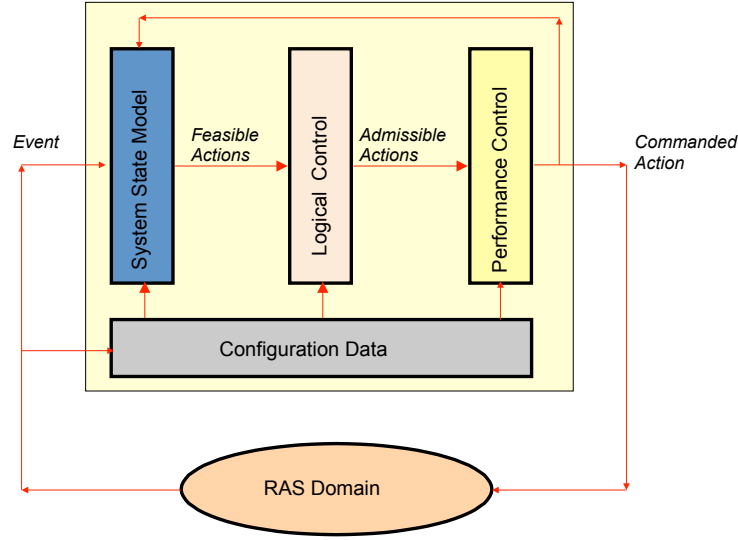 Event
System State Model
Feasible
Actions
Logical Control
Admissible
Actions
Performance Control
Commanded
Action
Configuration Data
RAS Domain